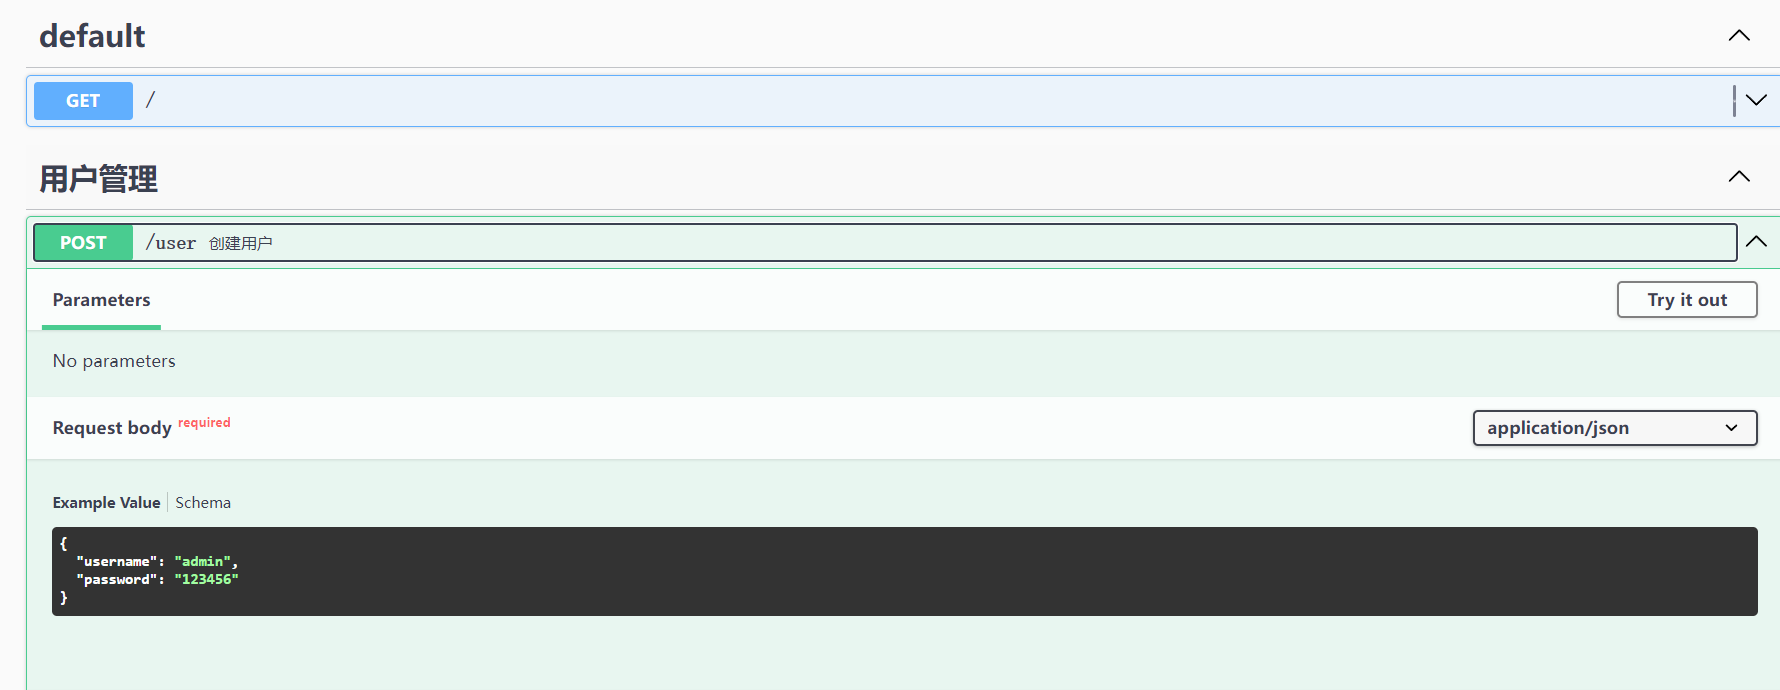 default
GET /
用户管理
POST /user 创建用户
Parameters Try it out
No parameters
Request body required application/json
Example Value Schema
{
  "username": "admin",
  "password": "123456"
}